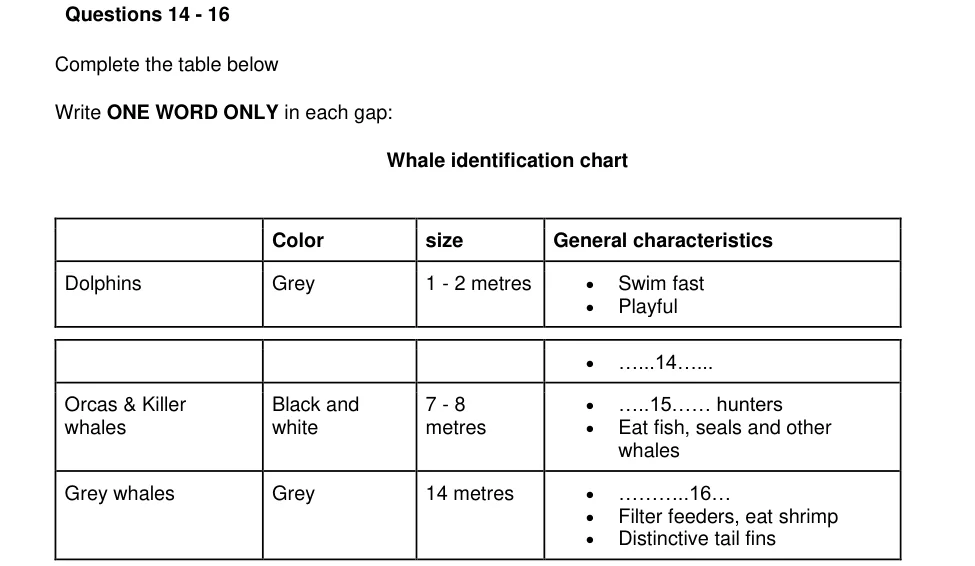 Questions 14 - 16
Complete the table below
Write ONE WORD ONLY in each gap:
Whale identification chart
Color size General characteristics
Dolphins Grey 1 - 2 metres • Swim fast
• Playful
• …...14…...
Orcas & Killer Black and 7 - 8 • …..15…… hunters
whales white metres • Eat fish, seals and other
whales
Grey whales Grey 14 metres • ………..16…
• Filter feeders, eat shrimp
• Distinctive tail fins